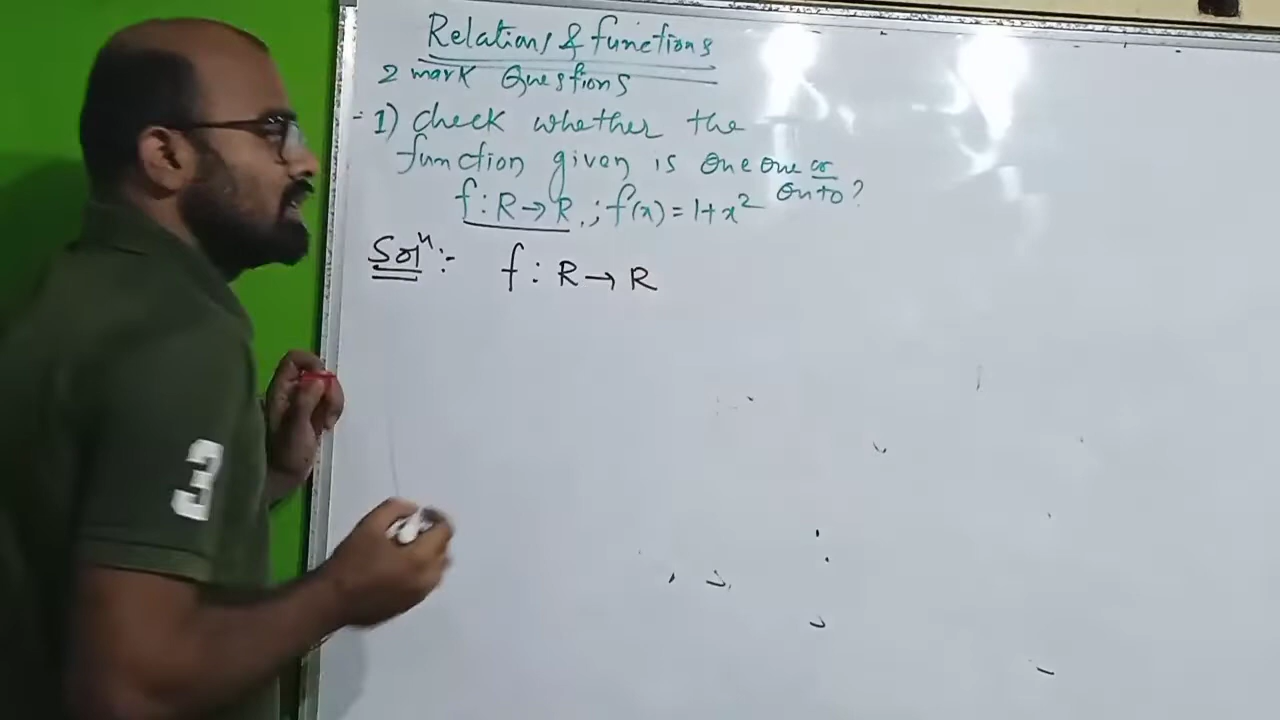 Relations & functions
2 mark Questions
1) check whether the
function given is one one or
onto?
f:R→R, ; f(x)=1+x²
Solⁿ:- f:R→R
3